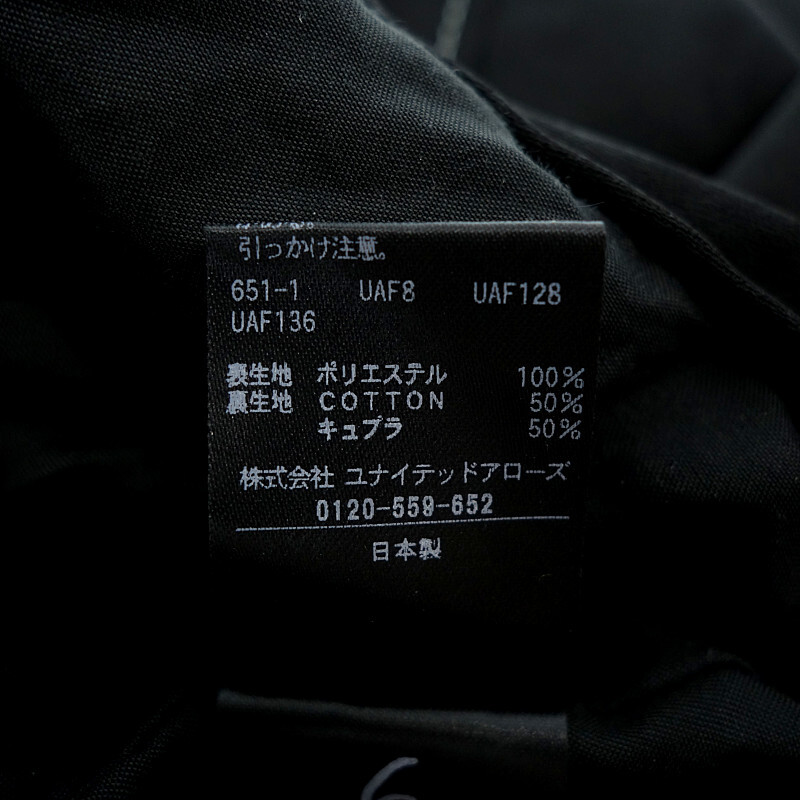 引っかけ注意。
651-1 UAF8 UAF128
UAF136
表生地 ポリエステル 100%
裏生地 COTTON 50%
キュプラ 50%
株式会社 ユナイテッドアローズ
0120-559-652
日本製